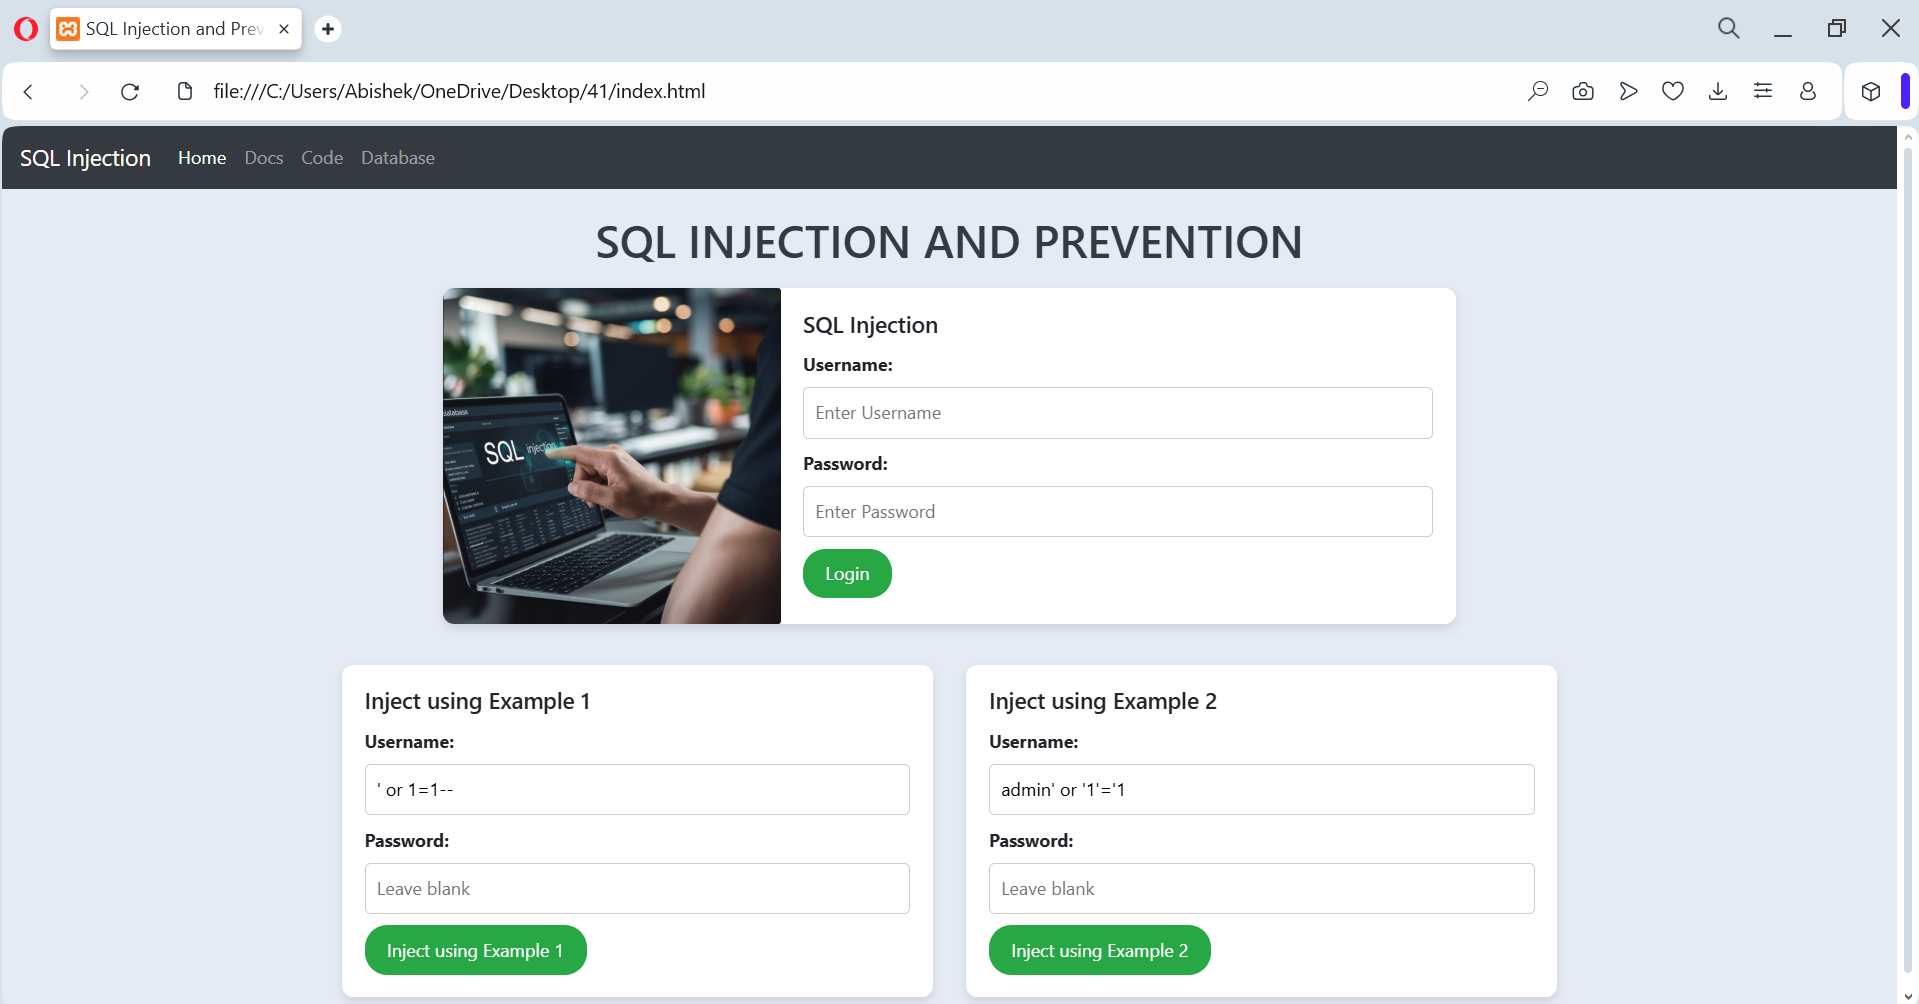 SQL Injection and Prev
file:///C:/Users/Abishek/OneDrive/Desktop/41/index.html
SQL Injection Home Docs Code Database
SQL INJECTION AND PREVENTION
database
SQL injection
SQL Injection
Username:
Enter Username
Password:
Enter Password
Login
Inject using Example 1
Username:
' or 1=1--
Password:
Leave blank
Inject using Example 1
Inject using Example 2
Username:
admin' or '1'='1
Password:
Leave blank
Inject using Example 2